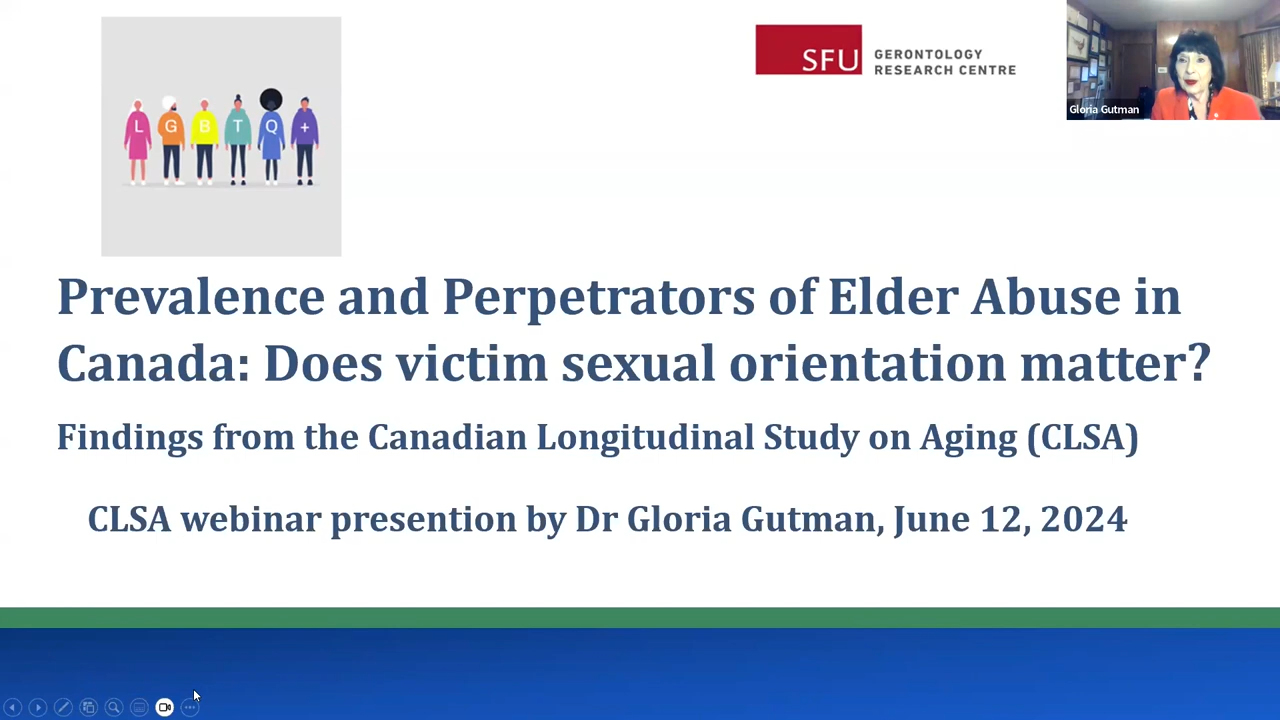 L G B T Q +
SFU GERONTOLOGY
RESEARCH CENTRE
Gloria Gutman
Prevalence and Perpetrators of Elder Abuse in
Canada: Does victim sexual orientation matter?
Findings from the Canadian Longitudinal Study on Aging (CLSA)
CLSA webinar presention by Dr Gloria Gutman, June 12, 2024